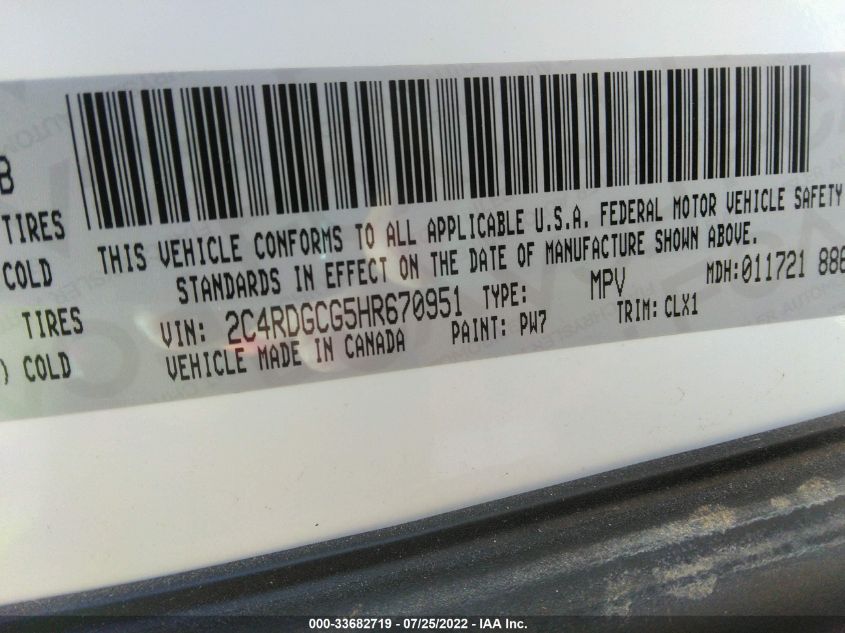 B
TIRES
COLD
TIRES
) COLD
THIS VEHICLE CONFORMS TO ALL APPLICABLE U.S.A. FEDERAL MOTOR VEHICLE SAFETY
STANDARDS IN EFFECT ON THE DATE OF MANUFACTURE SHOWN ABOVE.
VIN: 2C4RDGCG5HR670951 TYPE: MPV MDH:011721 886
VEHICLE MADE IN CANADA PAINT: PW7 TRIM: CLX1
000-33682719 - 07/25/2022 - IAA Inc.